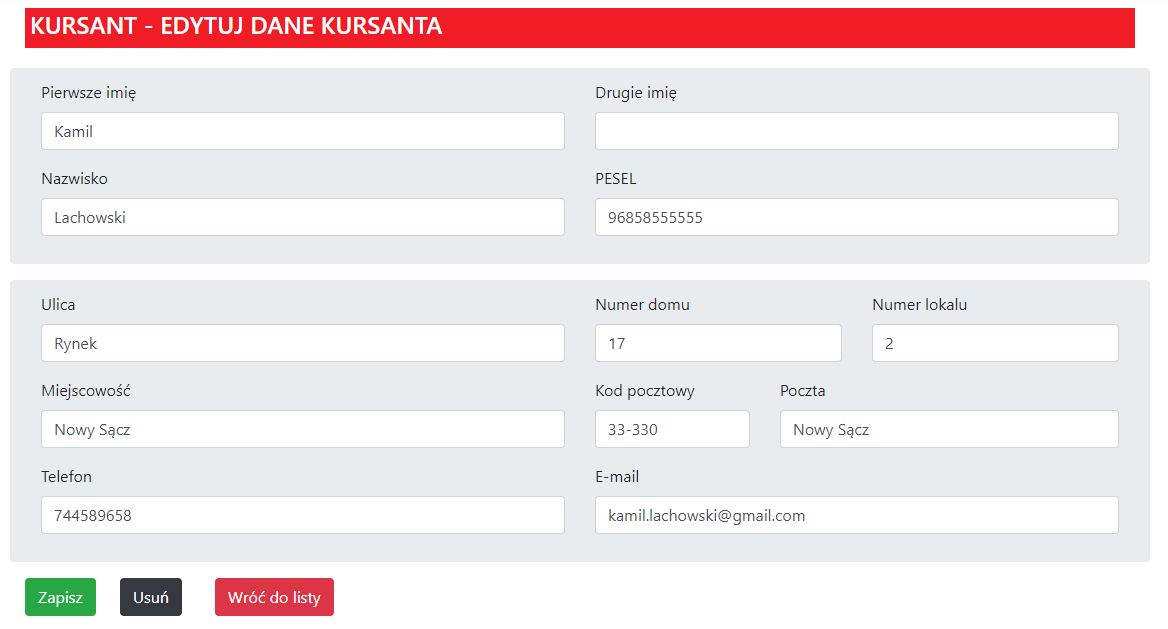 KURSANT - EDYTUJ DANE KURSANTA
Pierwsze imię Drugie imię
Kamil
Nazwisko PESEL
Lachowski 96858555555
Ulica Numer domu Numer lokalu
Rynek 17 2
Miejscowość Kod pocztowy Poczta
Nowy Sącz 33-330 Nowy Sącz
Telefon E-mail
744589658 kamil.lachowski@gmail.com
Zapisz Usuń Wróć do listy